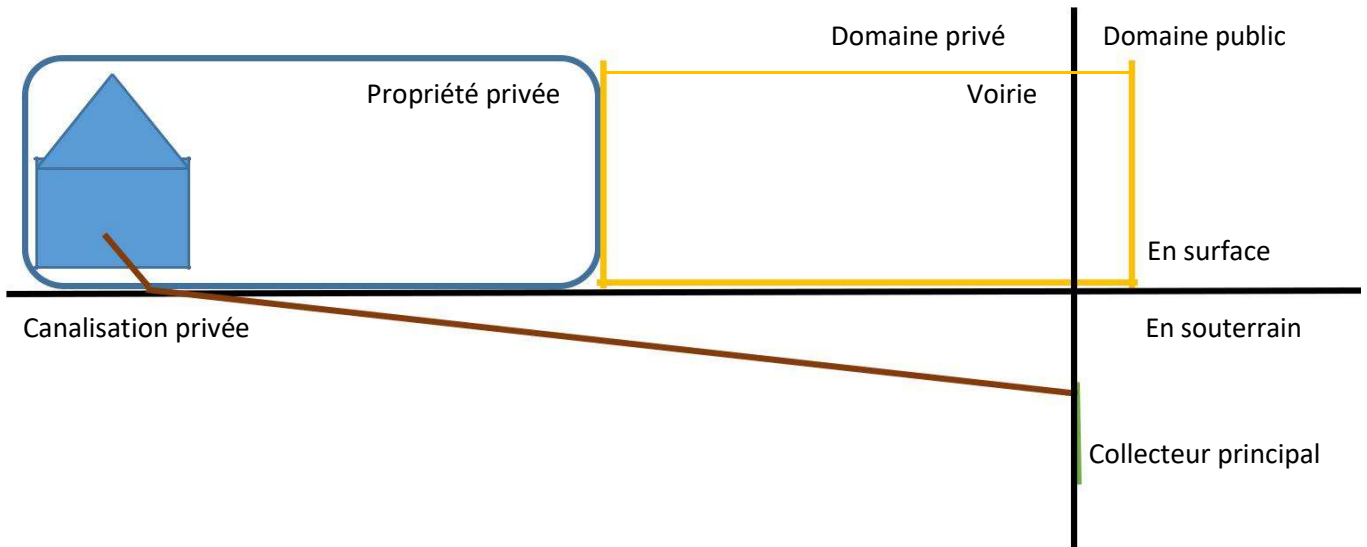 Domaine privé
Domaine public
Propriété privée
Voirie
En surface
Canalisation privée
En souterrain
Collecteur principal